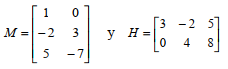 M = [1 0; -2 3; 5 -7] y H = [3 -2 5; 0 4 8]